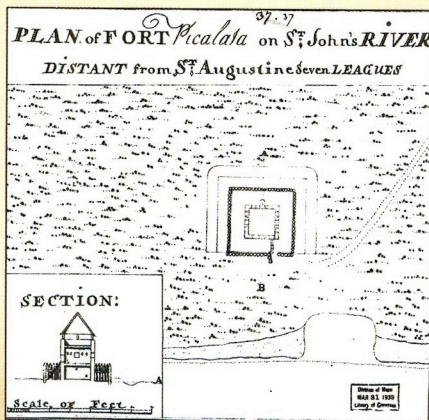 37.37
PLAN of FORT Picalata on ST. John's RIVER
DISTANT from ST. Augustine Seven LEAGUES
A
B
SECTION:
A
Scale of Feet
Division of Maps
MAR 31 1938
Library of Congress